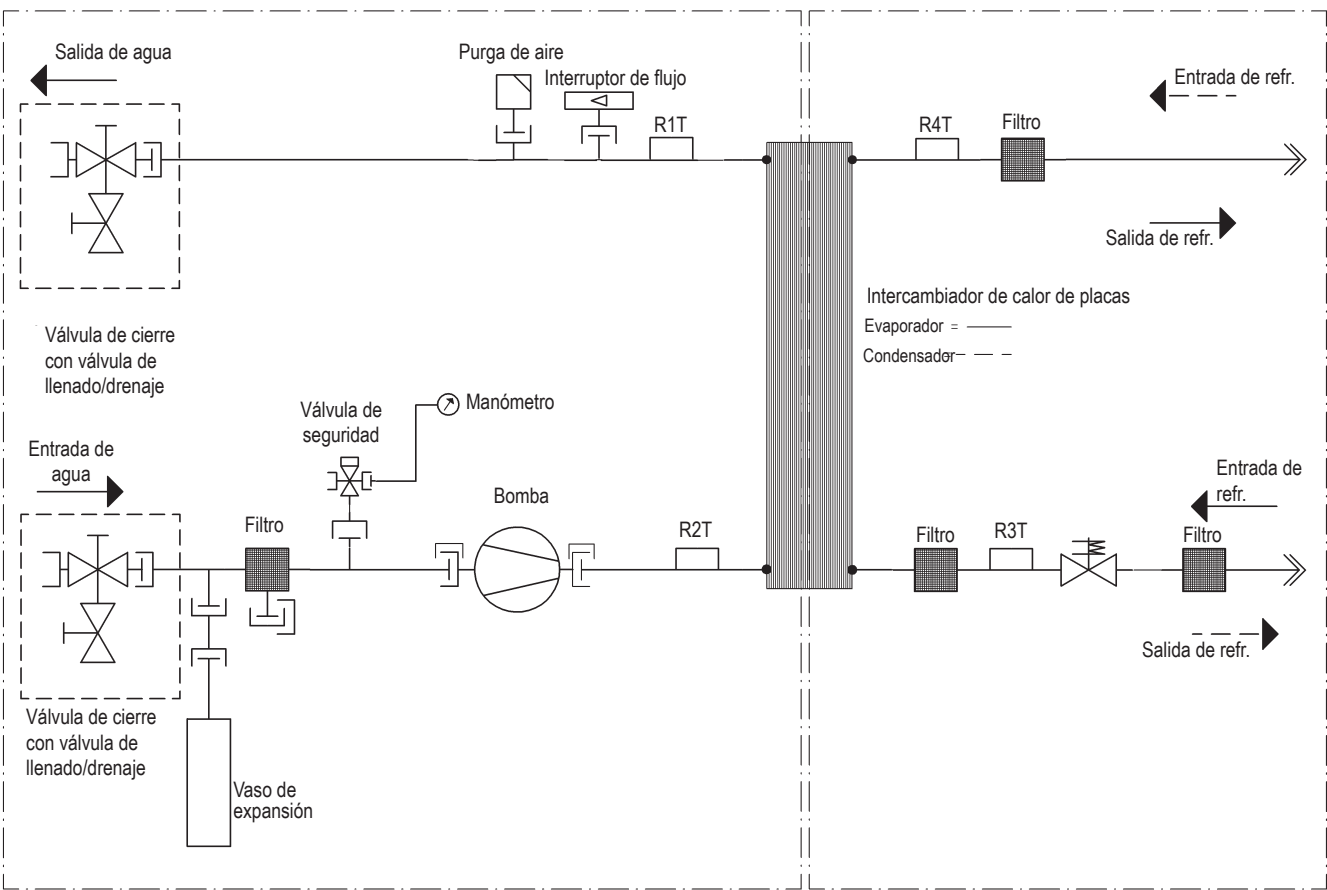 Salida de agua
Purga de aire
Interruptor de flujo
R1T
R4T
Filtro
Entrada de refr.
Salida de refr.
Intercambiador de calor de placas
Evaporador =
Condensador
Válvula de cierre
con válvula de
llenado/drenaje
Válvula de
seguridad
Manómetro
Entrada de
agua
Filtro
Bomba
R2T
Filtro
R3T
Filtro
Entrada de
refr.
Salida de refr.
Válvula de cierre
con válvula de
llenado/drenaje
Vaso de
expansión